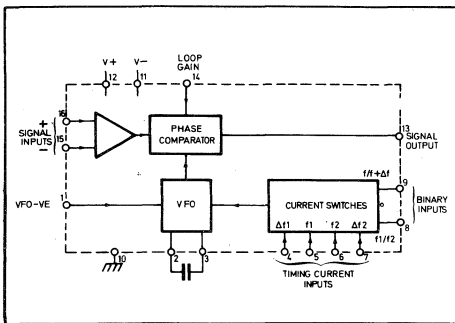 V+ V- LOOP GAIN
12 11 14
16
+
SIGNAL INPUTS
15
-
PHASE COMPARATOR
13
SIGNAL OUTPUT
f/f+Δf
9
BINARY INPUTS
1
VFO-VE
VFO
CURRENT SWITCHES
8
Δf1 f1 f2 Δf2
f1/f2
10
2 3
4 5 6 7
TIMING CURRENT INPUTS